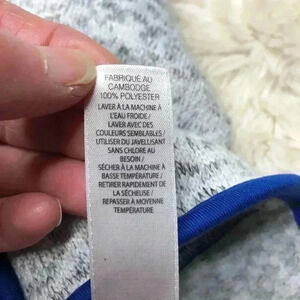 FABRIQUÉ AU
CAMBODGE
100% POLYESTER
LAVER À LA MACHINE À
L'EAU FROIDE /
LAVER AVEC DES
COULEURS SEMBLABLES /
UTILISER DU JAVELLISANT
SANS CHLORE AU
BESOIN /
SÉCHER À LA MACHINE À
BASSE TEMPÉRATURE /
RETIRER RAPIDEMENT DE
LA SÉCHEUSE /
REPASSER À MOYENNE
TEMPÉRATURE